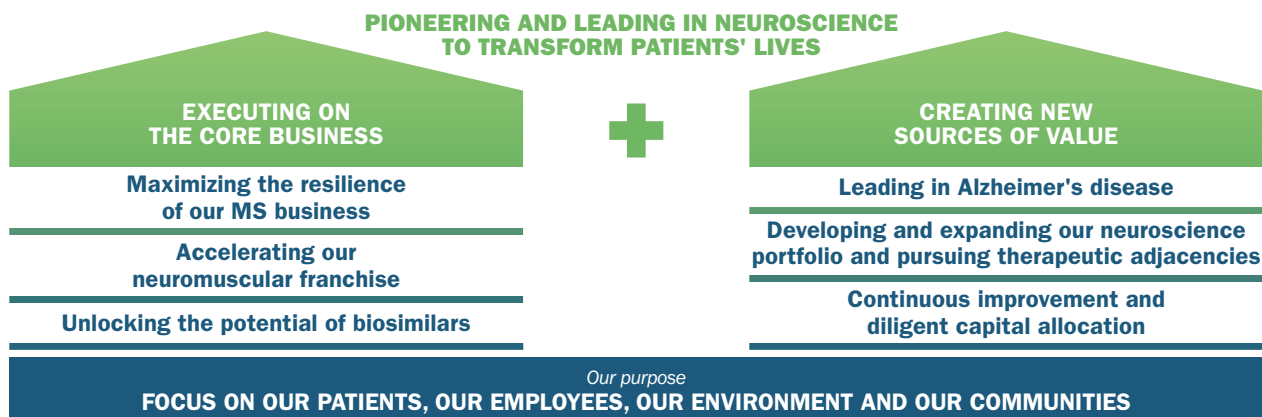 PIONEERING AND LEADING IN NEUROSCIENCE
TO TRANSFORM PATIENTS' LIVES
EXECUTING ON
THE CORE BUSINESS
Maximizing the resilience
of our MS business
Accelerating our
neuromuscular franchise
Unlocking the potential of biosimilars
CREATING NEW
SOURCES OF VALUE
Leading in Alzheimer's disease
Developing and expanding our neuroscience
portfolio and pursuing therapeutic adjacencies
Continuous improvement and
diligent capital allocation
Our purpose
FOCUS ON OUR PATIENTS, OUR EMPLOYEES, OUR ENVIRONMENT AND OUR COMMUNITIES